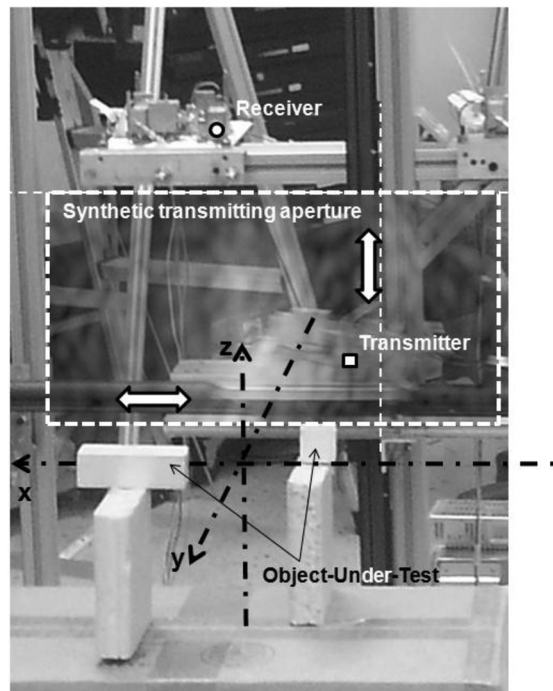 Receiver
Synthetic transmitting aperture
z
Transmitter
x
y
Object-Under-Test